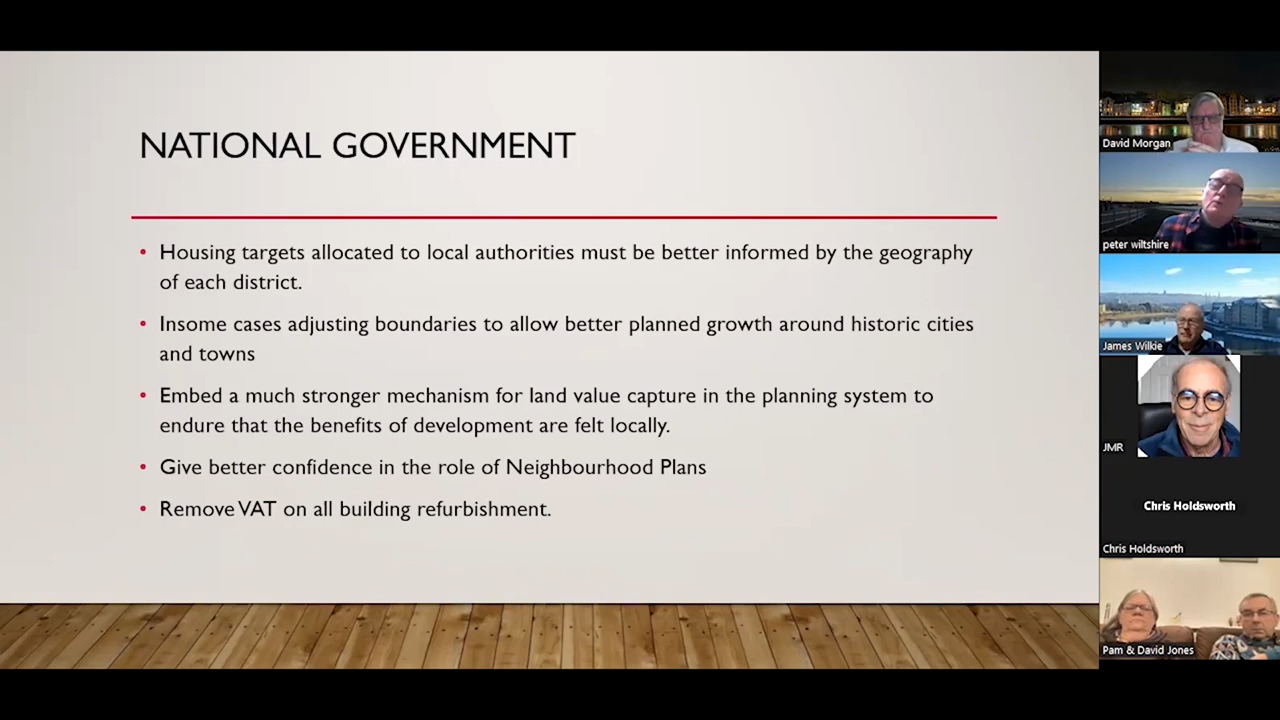 NATIONAL GOVERNMENT
• Housing targets allocated to local authorities must be better informed by the geography
of each district.
• Insome cases adjusting boundaries to allow better planned growth around historic cities
and towns
• Embed a much stronger mechanism for land value capture in the planning system to
endure that the benefits of development are felt locally.
• Give better confidence in the role of Neighbourhood Plans
• Remove VAT on all building refurbishment.
David Morgan
peter wiltshire
James Wilkie
JMR
Chris Holdsworth
Chris Holdsworth
Pam & David Jones